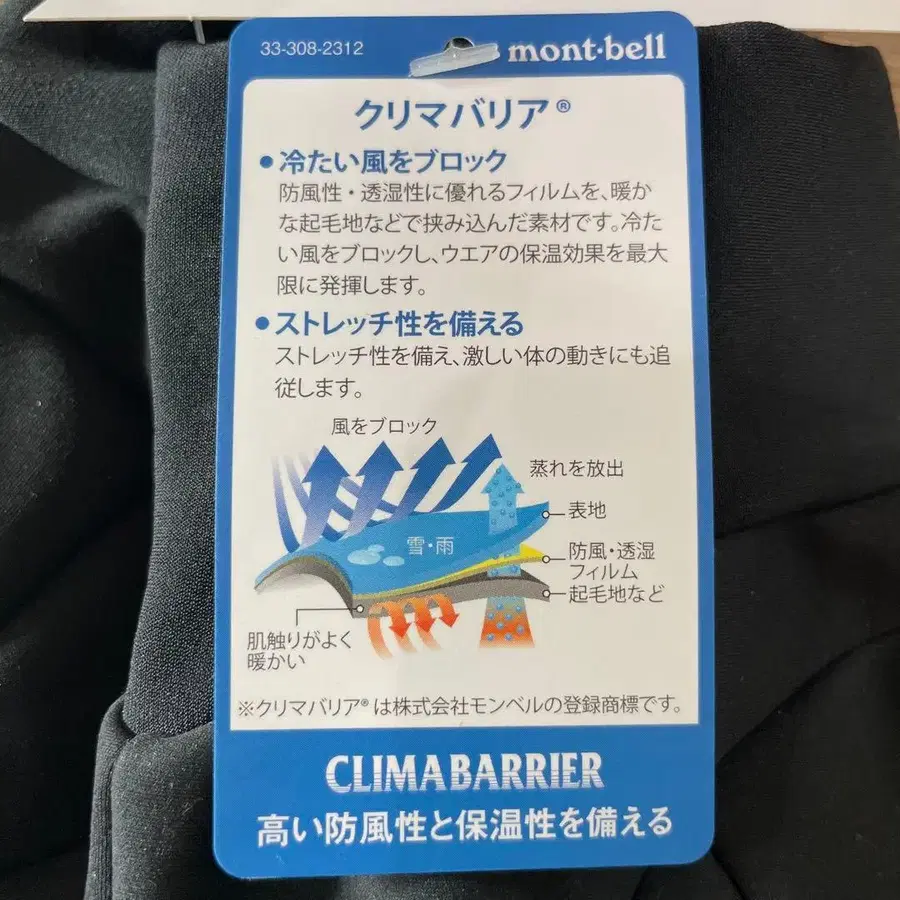 33-308-2312
mont·bell
クリマバリア®
●冷たい風をブロック
防風性・透湿性に優れるフィルムを、暖か
な起毛地などで挟み込んだ素材です。冷た
い風をブロックし、ウエアの保温効果を最大
限に発揮します。
●ストレッチ性を備える
ストレッチ性を備え、激しい体の動きにも追
従します。
風をブロック
蒸れを放出
表地
雪・雨
防風・透湿
フィルム
起毛地など
肌触りがよく
暖かい
※クリマバリア®は株式会社モンベルの登録商標です。
CLIMABARRIER
高い防風性と保温性を備える